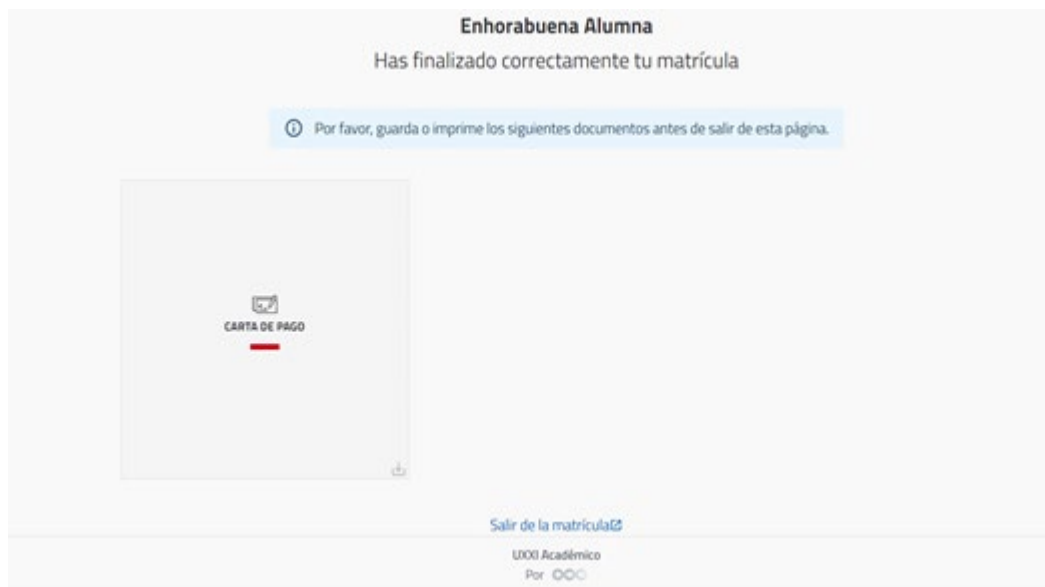 Enhorabuena Alumna
Has finalizado correctamente tu matrícula
Por favor, guarda o imprime los siguientes documentos antes de salir de esta página.
CARTA DE PAGO
Salir de la matrícula
UXXI Académico
Por